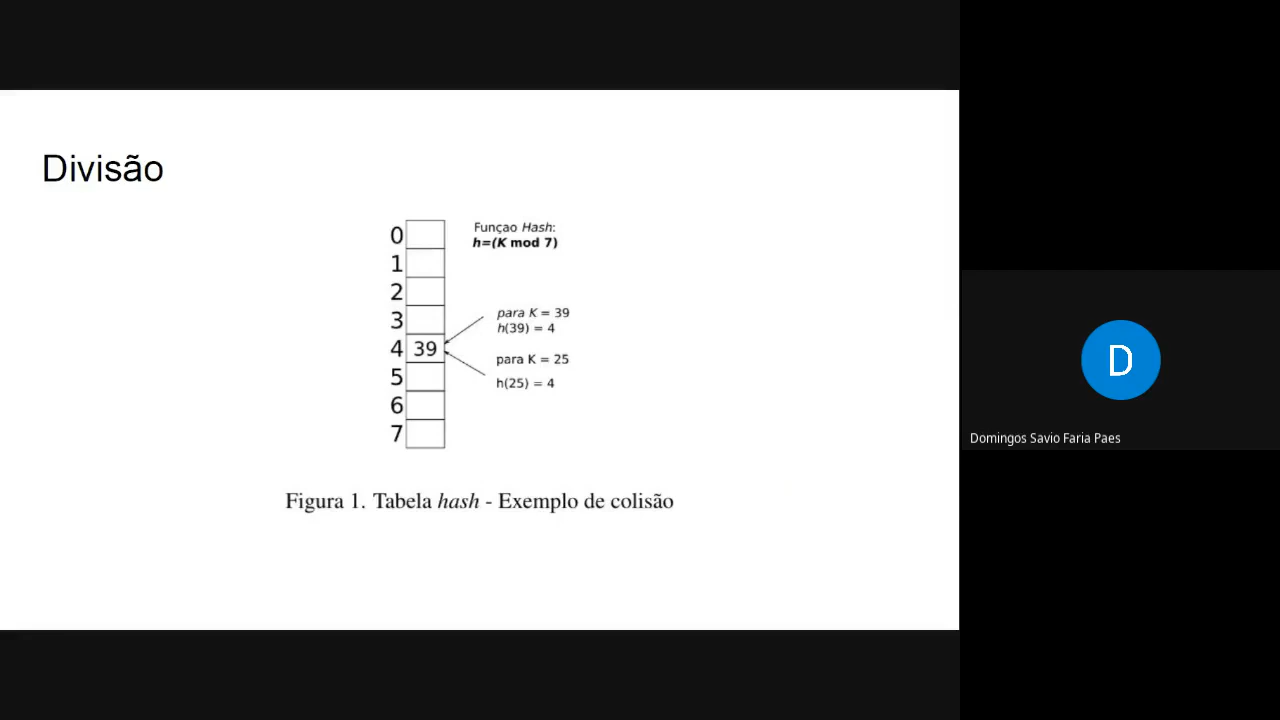 Divisão
Funçao Hash:
h=(K mod 7)
0
1
2
3
4 39
5
6
7
para K = 39
h(39) = 4
para K = 25
h(25) = 4
Figura 1. Tabela hash - Exemplo de colisão
D
Domingos Savio Faria Paes